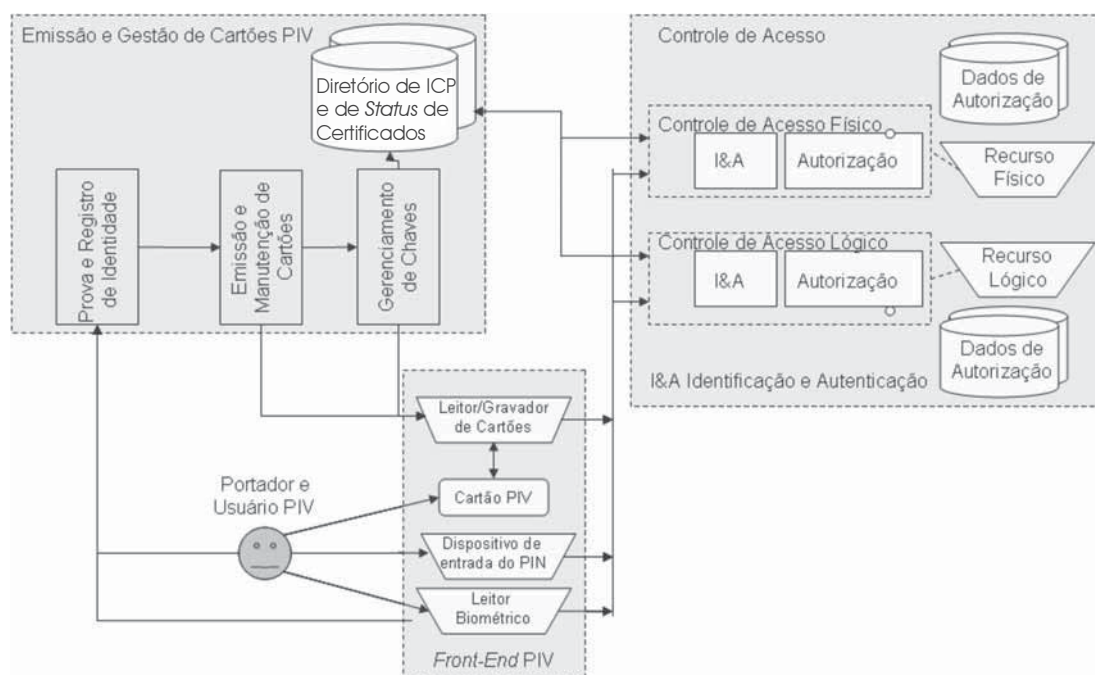 Emissão e Gestão de Cartões PIV
Diretório de ICP
e de Status de
Certificados
Prova e Registro
de Identidade
Emissão e
Manutenção de
Cartões
Gerenciamento
de Chaves
Controle de Acesso
Dados de
Autorização
Controle de Acesso Físico
I&A
Autorização
Recurso
Físico
Controle de Acesso Lógico
I&A
Autorização
Recurso
Lógico
Dados de
Autorização
I&A Identificação e Autenticação
Leitor/Gravador
de Cartões
Portador e
Usuário PIV
Cartão PIV
Dispositivo de
entrada do PIN
Leitor
Biométrico
Front-End PIV